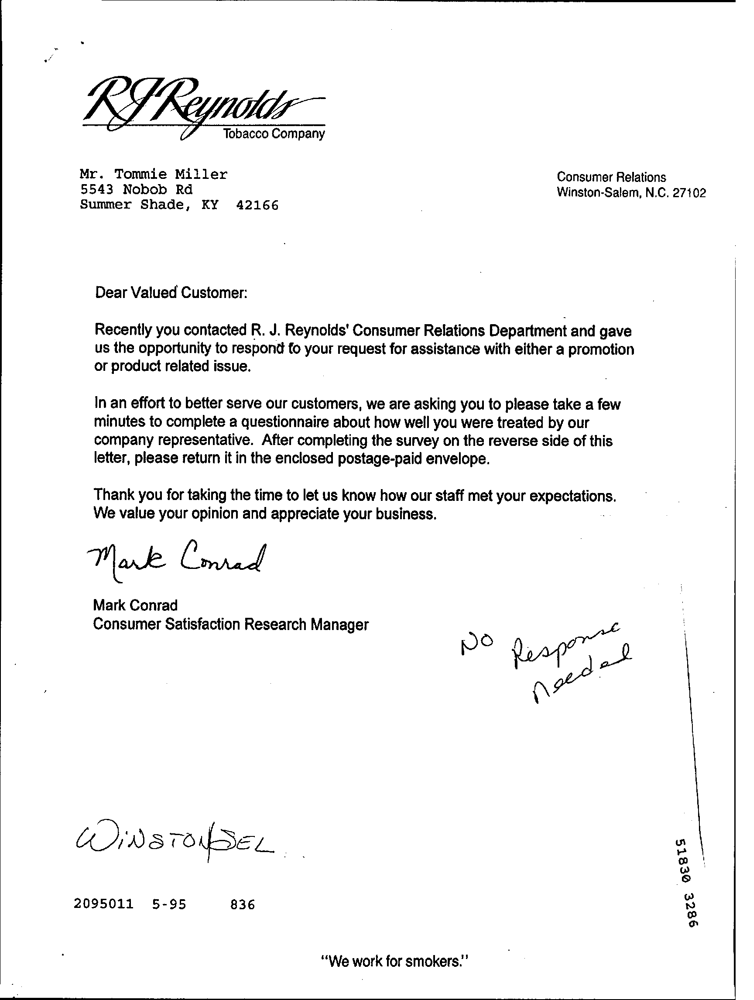 RJReynolds
Tobacco Company
Mr. Tommie Miller
5543 Nobob Rd
Summer Shade, KY 42166
Consumer Relations
Winston-Salem, N.C. 27102
Dear Valued Customer:
Recently you contacted R. J. Reynolds' Consumer Relations Department and gave
us the opportunity to respond to your request for assistance with either a promotion
or product related issue.
In an effort to better serve our customers, we are asking you to please take a few
minutes to complete a questionnaire about how well you were treated by our
company representative. After completing the survey on the reverse side of this
letter, please return it in the enclosed postage-paid envelope.
Thank you for taking the time to let us know how our staff met your expectations.
We value your opinion and appreciate your business.
Mark Conrad
Mark Conrad
Consumer Satisfaction Research Manager
No Response
Needed
WINSTON/SEL
2095011 5-95 836
51830 3286
"We work for smokers."